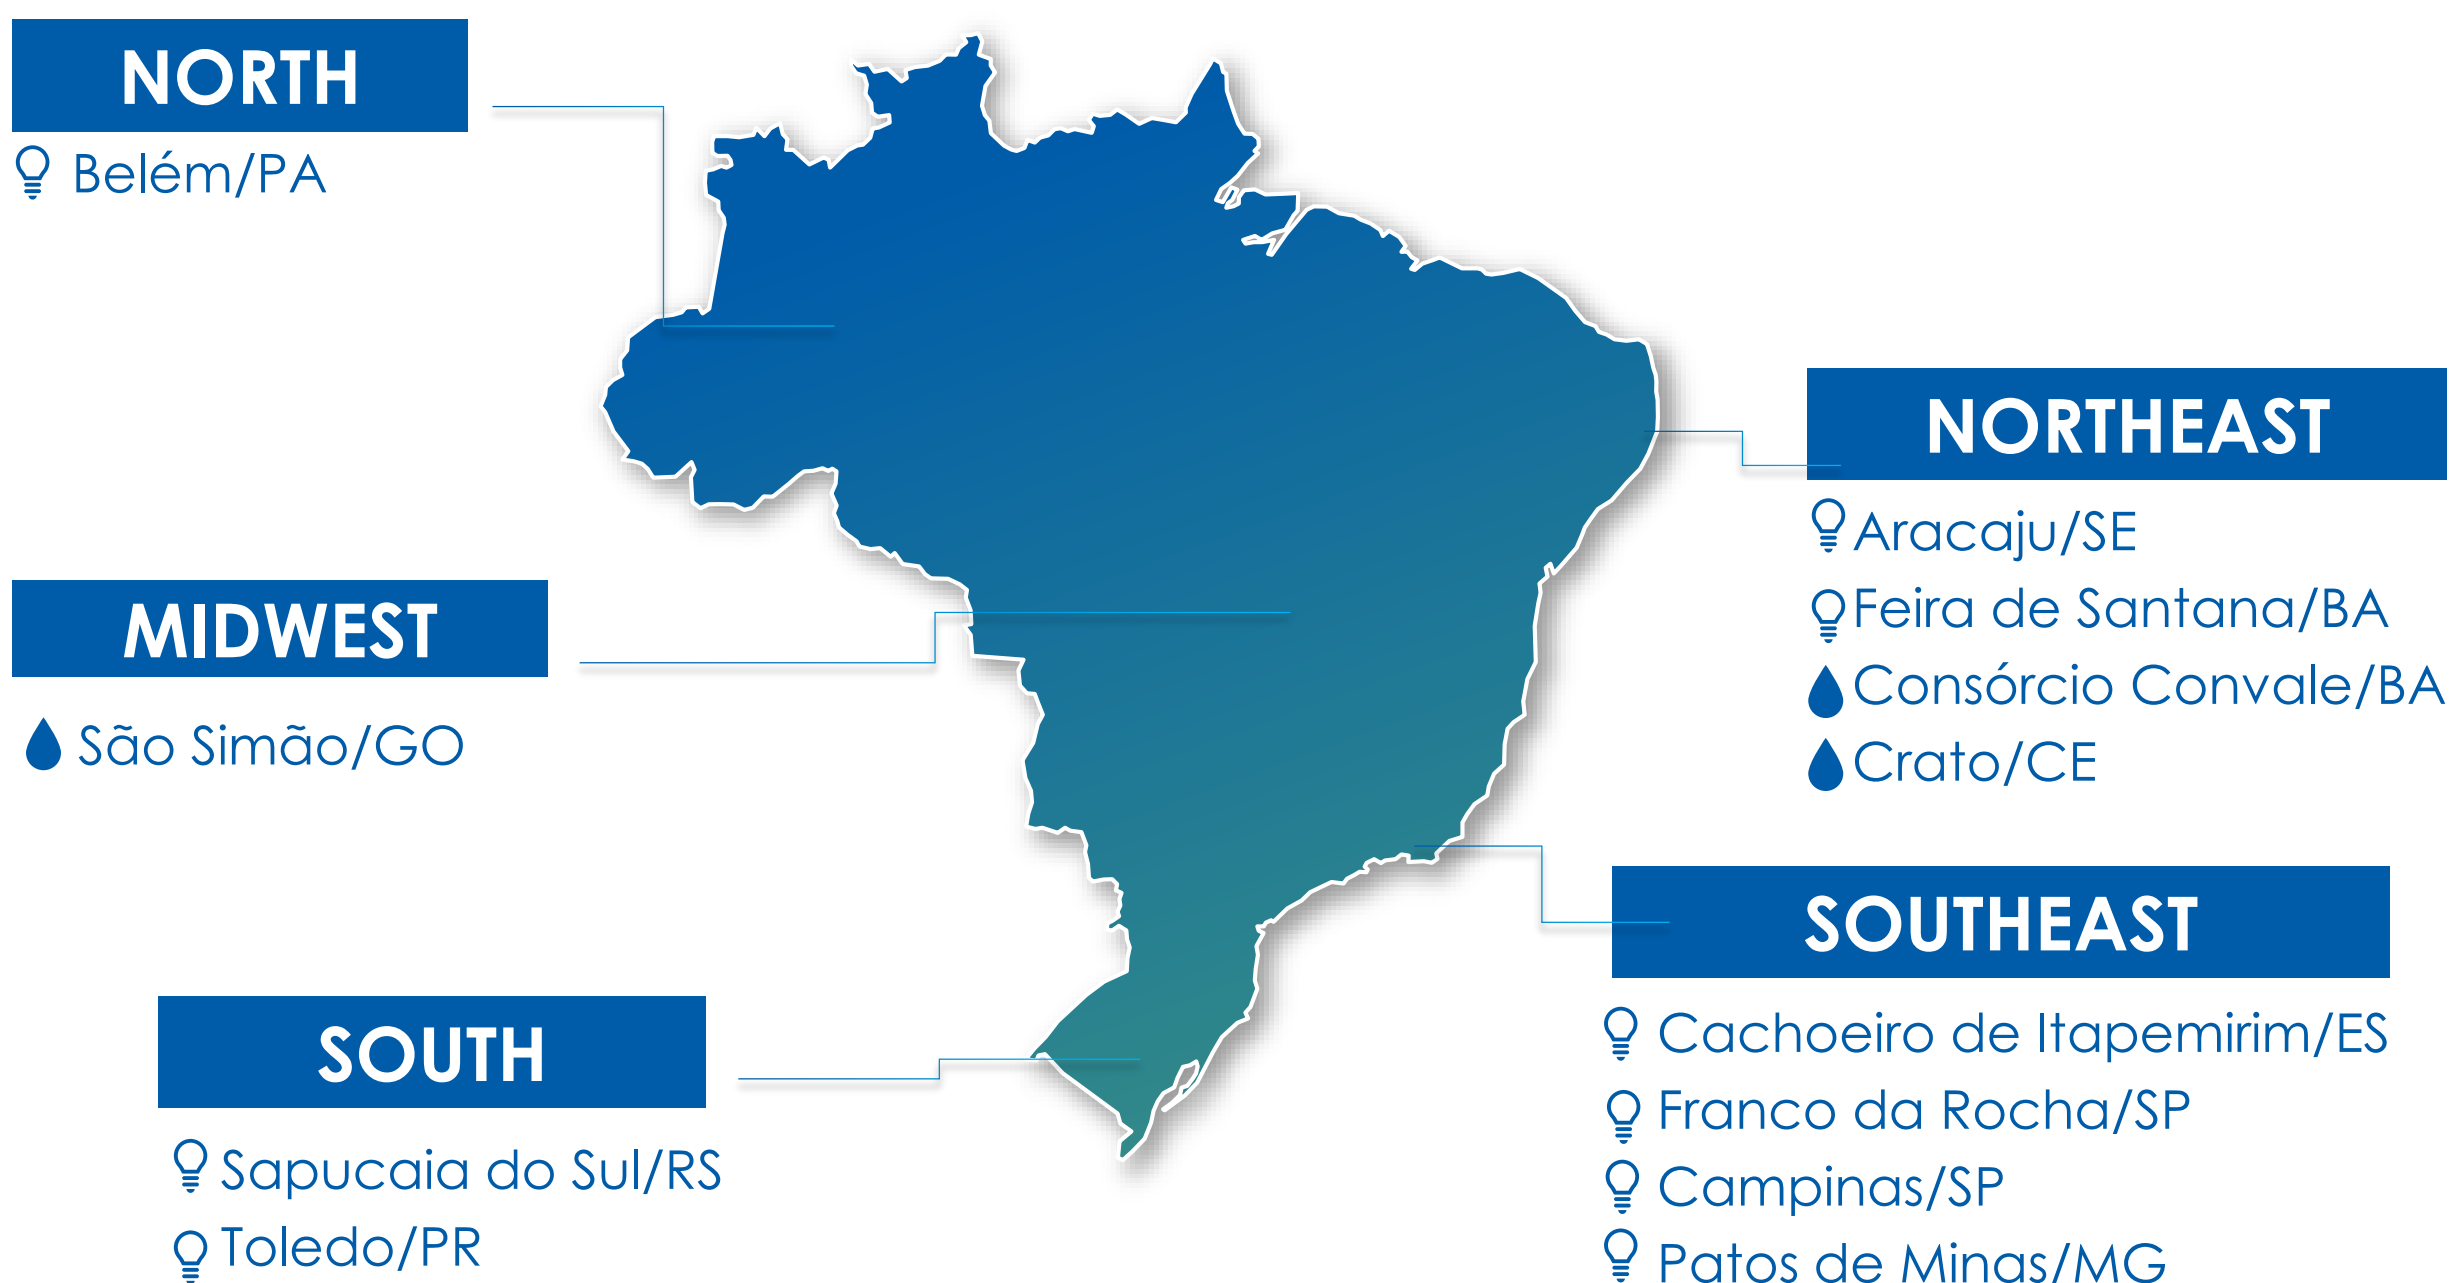 NORTH
Belém/PA
MIDWEST
São Simão/GO
SOUTH
Sapucaia do Sul/RS
Toledo/PR
NORTHEAST
Aracaju/SE
Feira de Santana/BA
Consórcio Convale/BA
Crato/CE
SOUTHEAST
Cachoeiro de Itapemirim/ES
Franco da Rocha/SP
Campinas/SP
Patos de Minas/MG